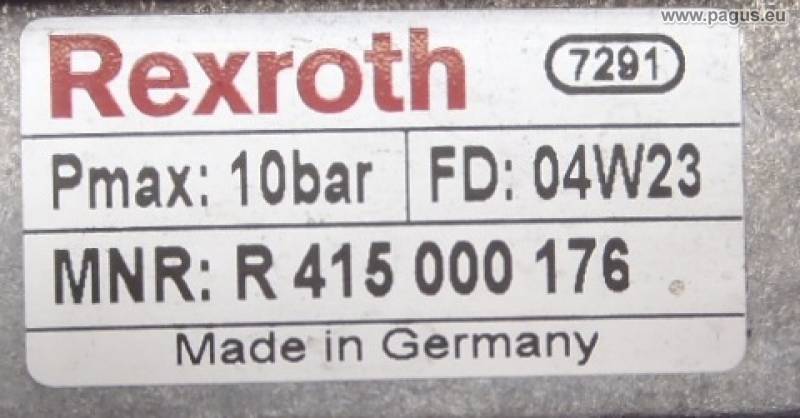 www.pagus.eu
Rexroth 7291
Pmax: 10bar FD: 04W23
MNR: R 415 000 176
Made in Germany